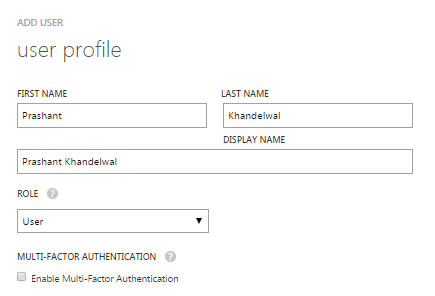 ADD USER
user profile
FIRST NAME LAST NAME
Prashant Khandelwal
DISPLAY NAME
Prashant Khandelwal
ROLE ?
User
MULTI-FACTOR AUTHENTICATION ?
Enable Multi-Factor Authentication